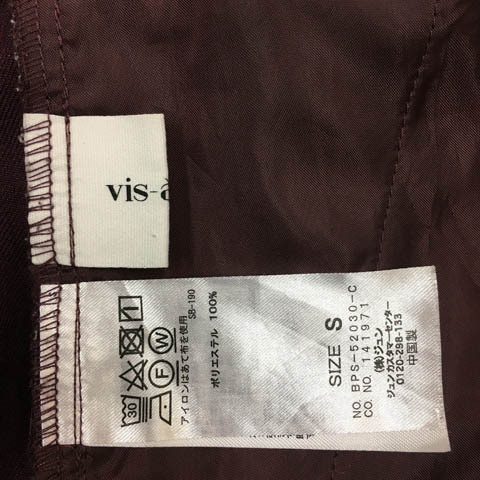 vis-à
アイロンはあて布を使用
SB-190
ポリエステル 100%
SIZE S
NO. BPS-52030-C
CO. NO. 141971
(株)ジュン
ジュンカスタマーセンター
0120-298-133
中国製
30
F
W